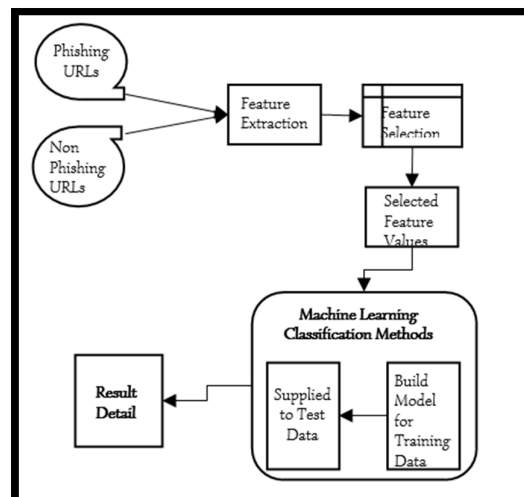 Phishing
URLs
Non
Phishing
URLs
Feature
Extraction
Feature
Selection
Selected
Feature
Values
Machine Learning
Classification Methods
Supplied
to Test
Data
Build
Model
for
Training
Data
Result
Detail